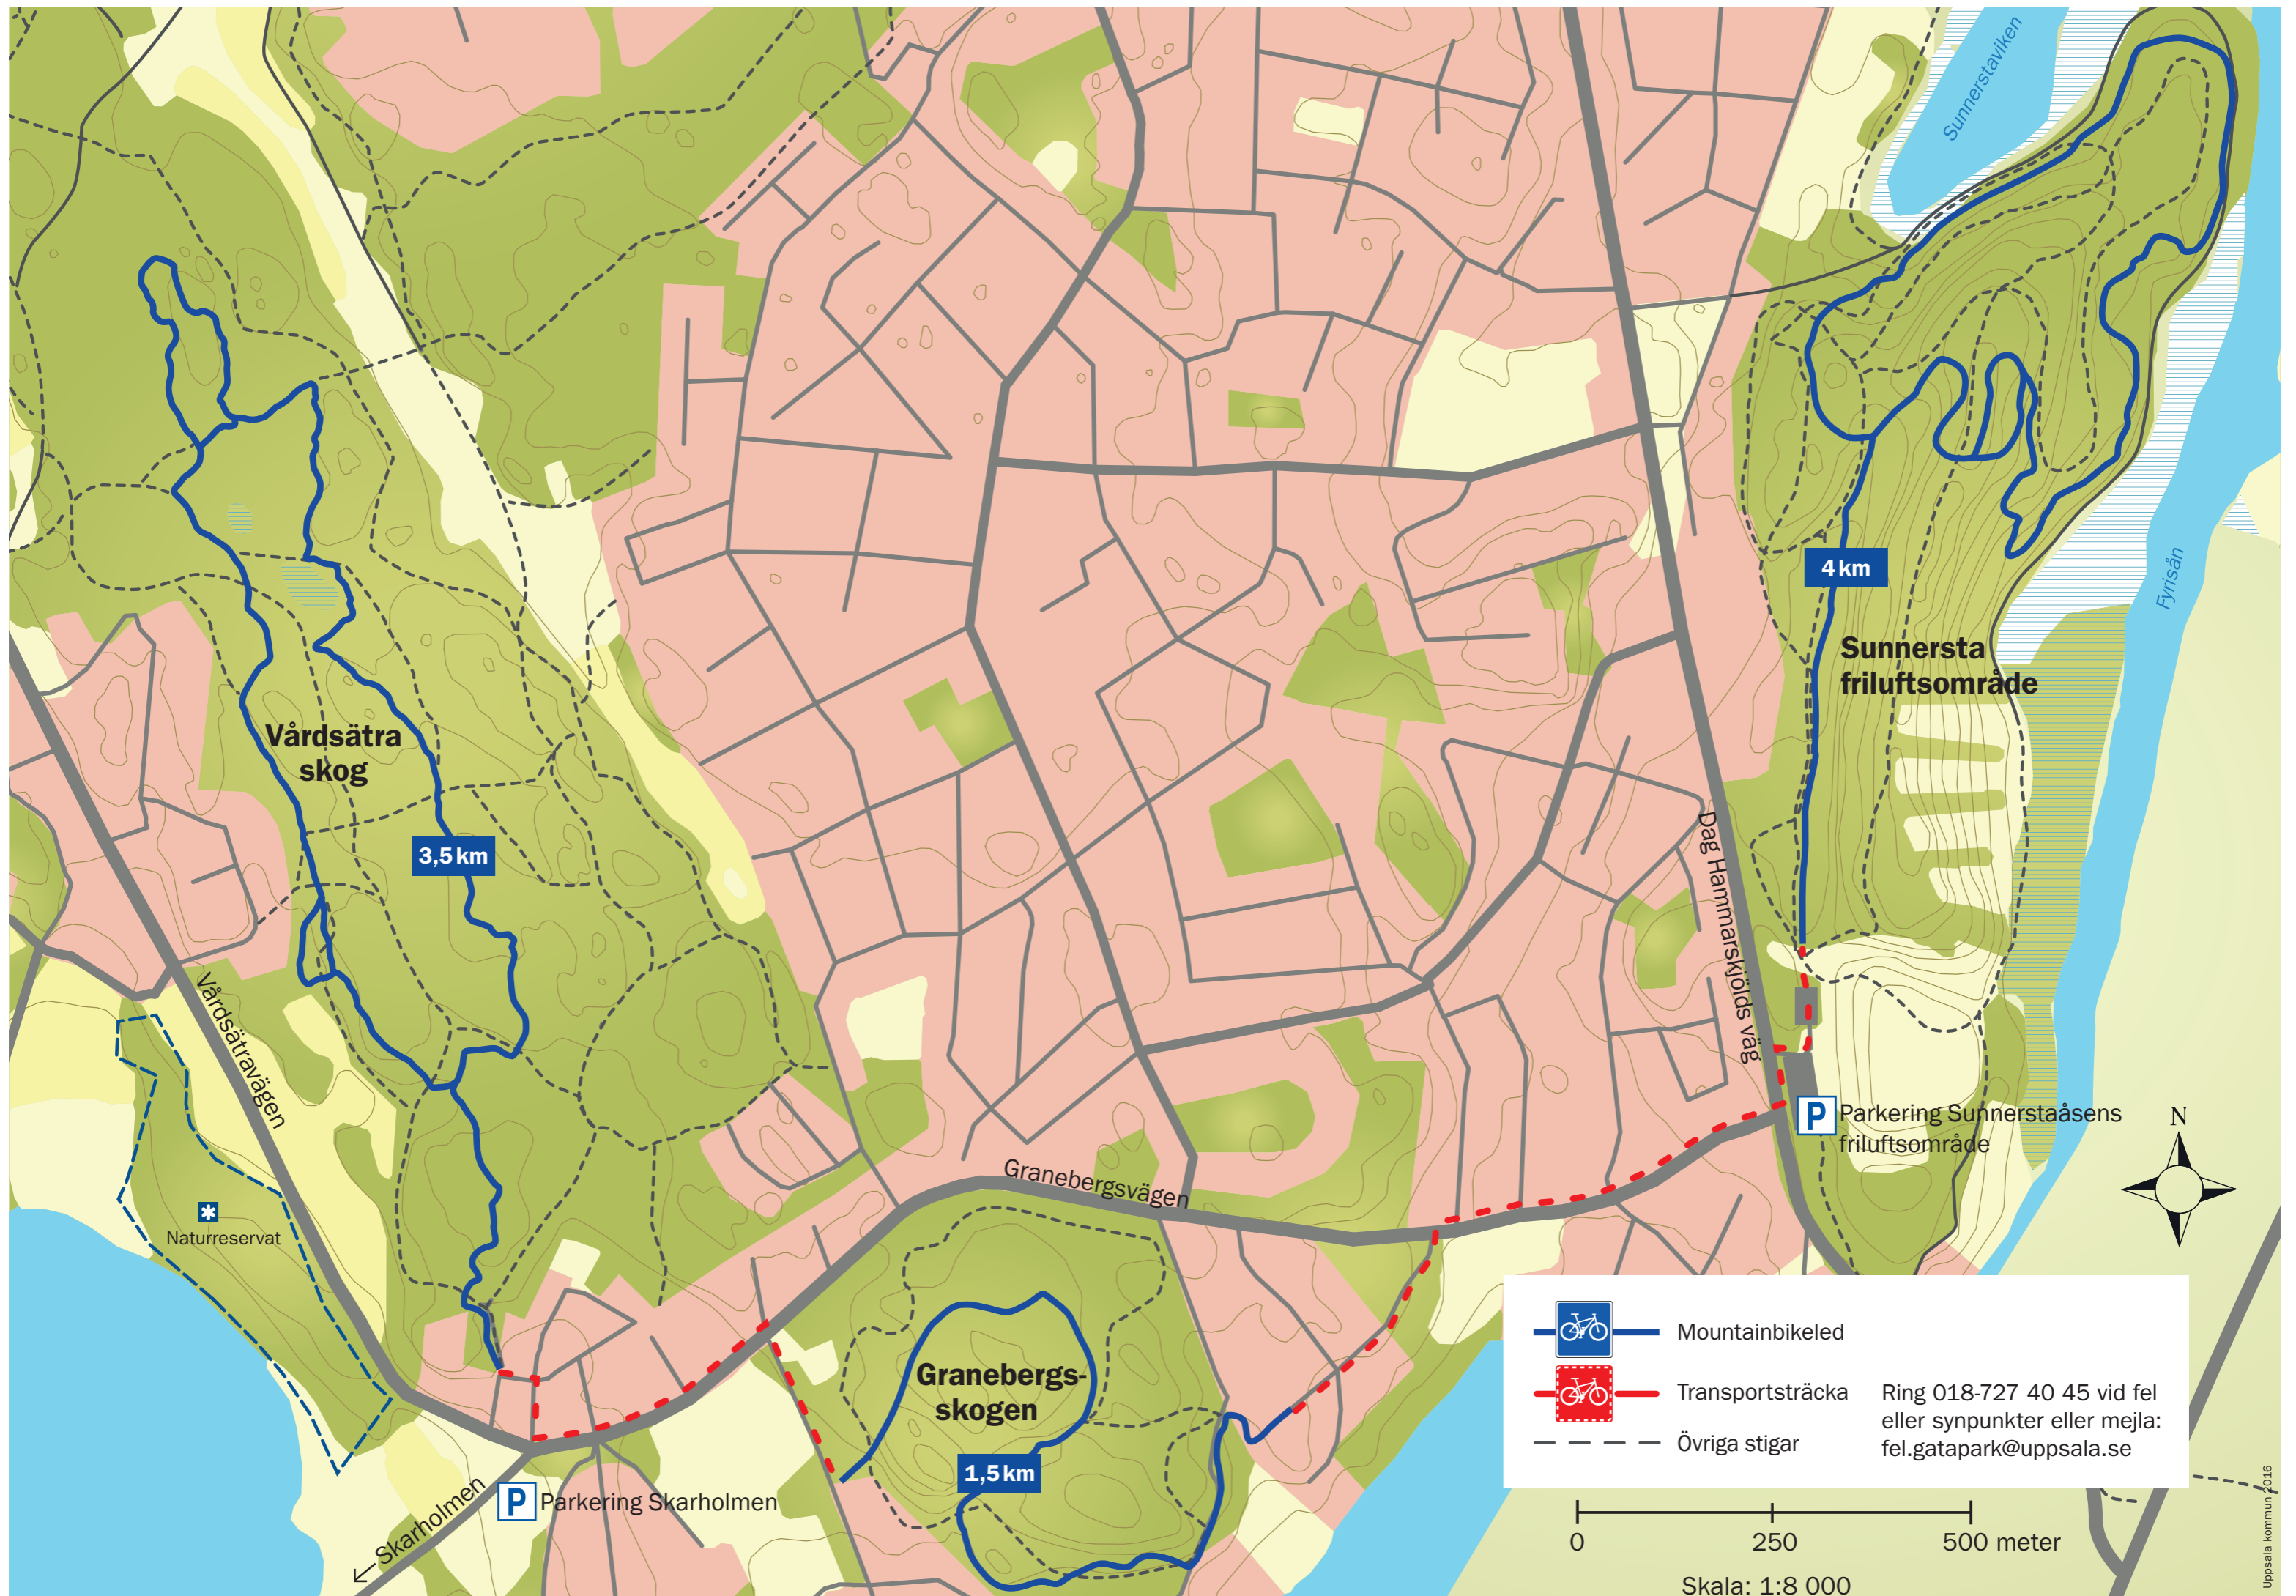 Sunnerstaviken
Fyrisån
4 km
Sunnersta
friluftsområde
Vårdsätra
skog
3,5 km
Dag Hammarskjölds väg
Vårdsätravägen
P Parkering Sunnerstaåsens
friluftsområde
N
Granebergsvägen
Naturreservat
Granebergs-
skogen
1,5 km
P Parkering Skarholmen
← Skarholmen
Mountainbikeled
Transportsträcka
Övriga stigar
Ring 018-727 40 45 vid fel
eller synpunkter eller mejla:
fel.gatapark@uppsala.se
0 250 500 meter
Skala: 1:8 000
Uppsala kommun 2016